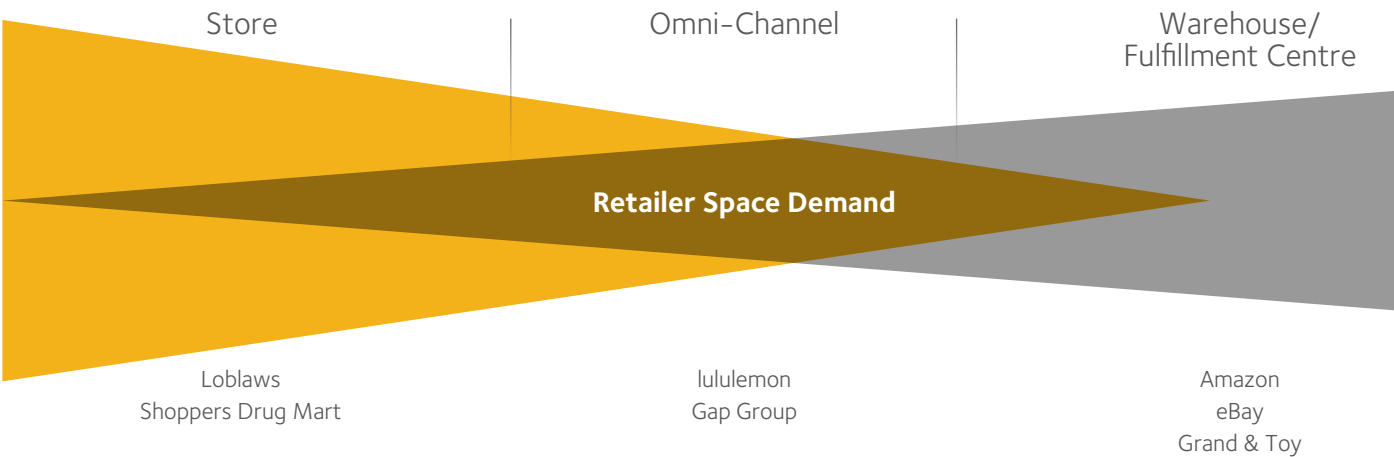 Store
Omni-Channel
Warehouse/
Fulfillment Centre
Retailer Space Demand
Loblaws
Shoppers Drug Mart
lululemon
Gap Group
Amazon
eBay
Grand & Toy